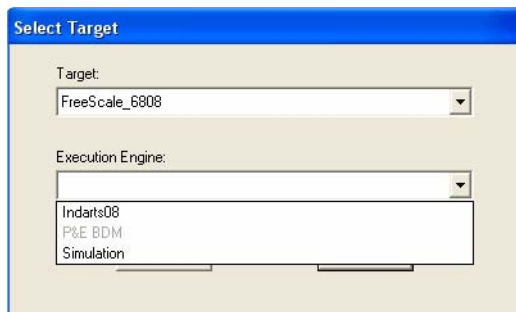 Select Target
Target:
FreeScale_6808
Execution Engine:
Indarts08
P&E BDM
Simulation